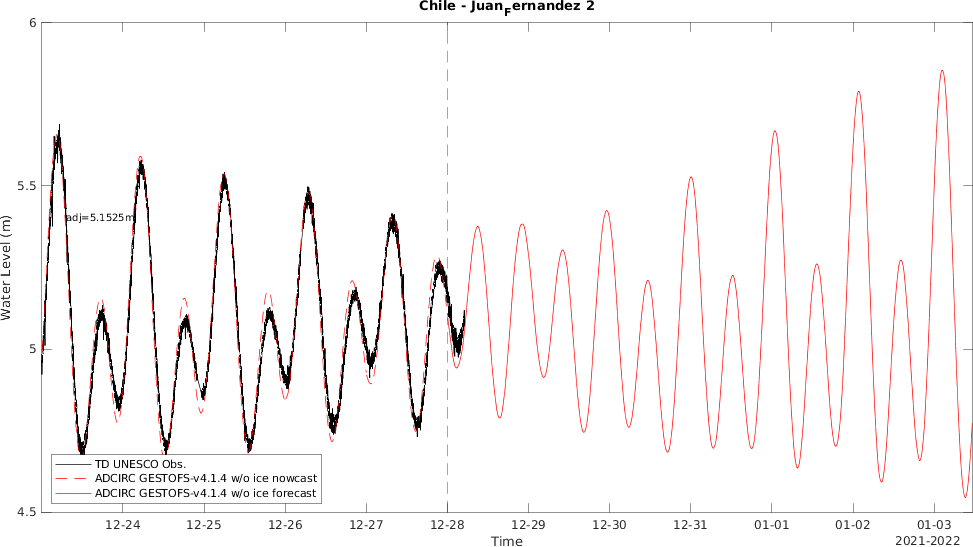 Chile - Juan_Fernandez 2
6
5.5
5
4.5
Water Level (m)
adj=5.1525m
TD UNESCO Obs.
ADCIRC GESTOFS-v4.1.4 w/o ice nowcast
ADCIRC GESTOFS-v4.1.4 w/o ice forecast
12-24 12-25 12-26 12-27 12-28 12-29 12-30 12-31 01-01 01-02 01-03
Time
2021-2022